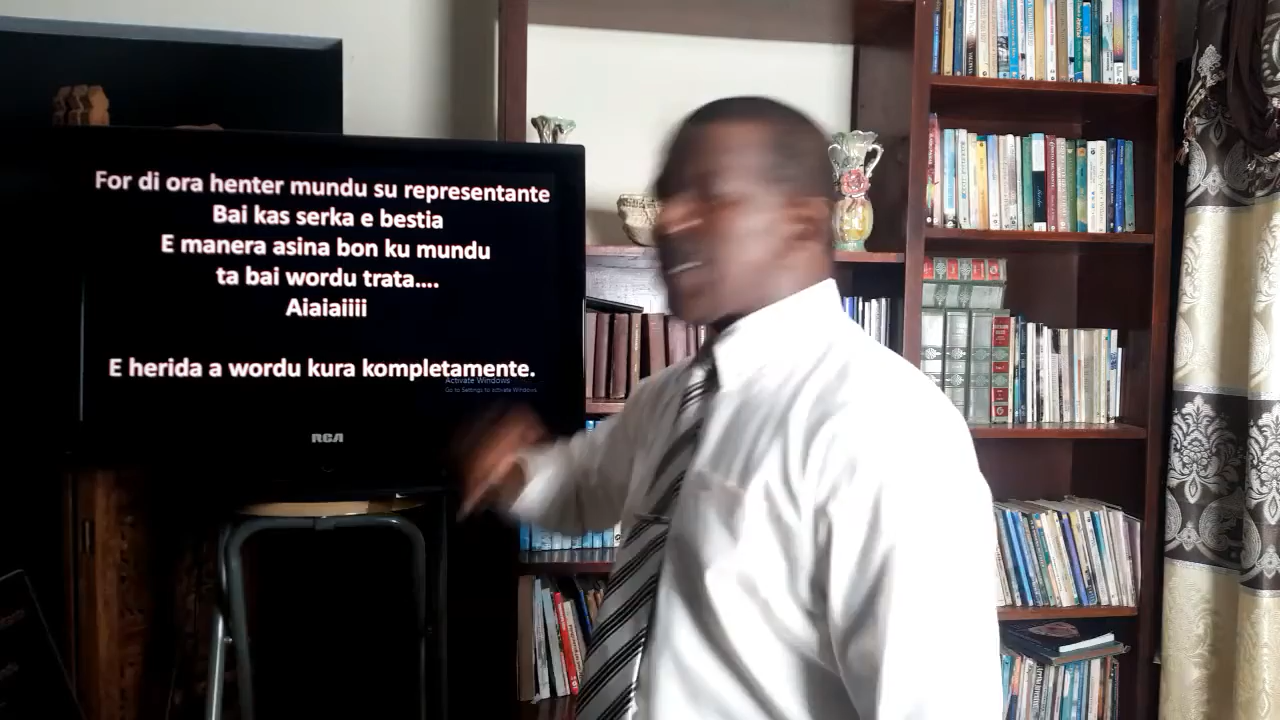 For di ora henter mundu su representante
Bai kas serka e bestia
E manera asina bon ku mundu
ta bai wordu trata....
Aiaiaiiii
E herida a wordu kura kompletamente.
Activate Windows
Go to Settings to activate Windows.
RCA